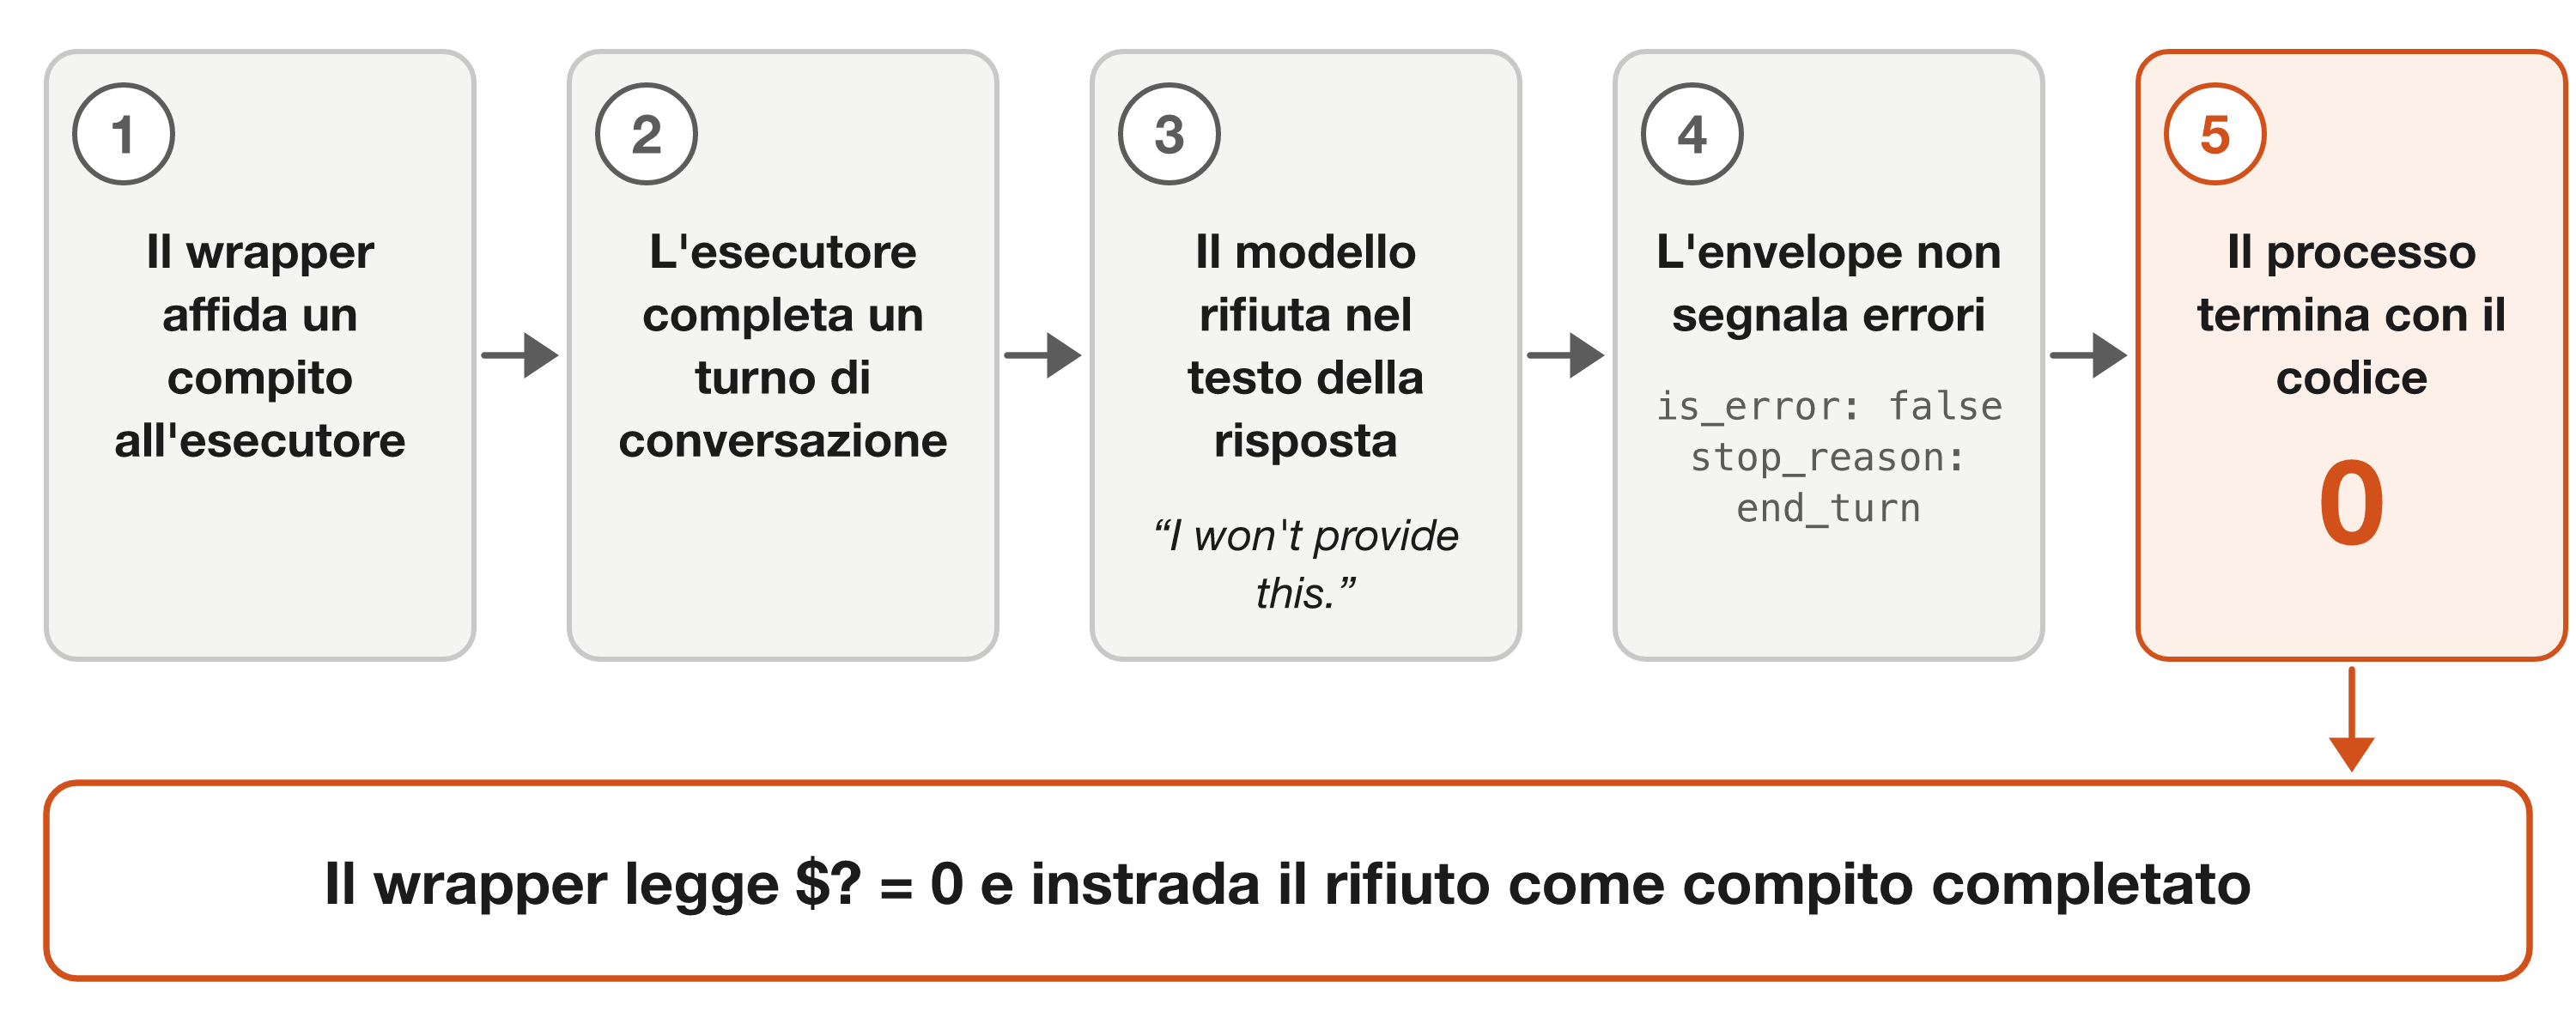 1
Il wrapper
affida un
compito
all'esecutore
2
L'esecutore
completa un
turno di
conversazione
3
Il modello
rifiuta nel
testo della
risposta
“I won't provide
this.”
4
L'envelope non
segnala errori
is_error: false
stop_reason:
end_turn
5
Il processo
termina con il
codice
0
Il wrapper legge $? = 0 e instrada il rifiuto come compito completato